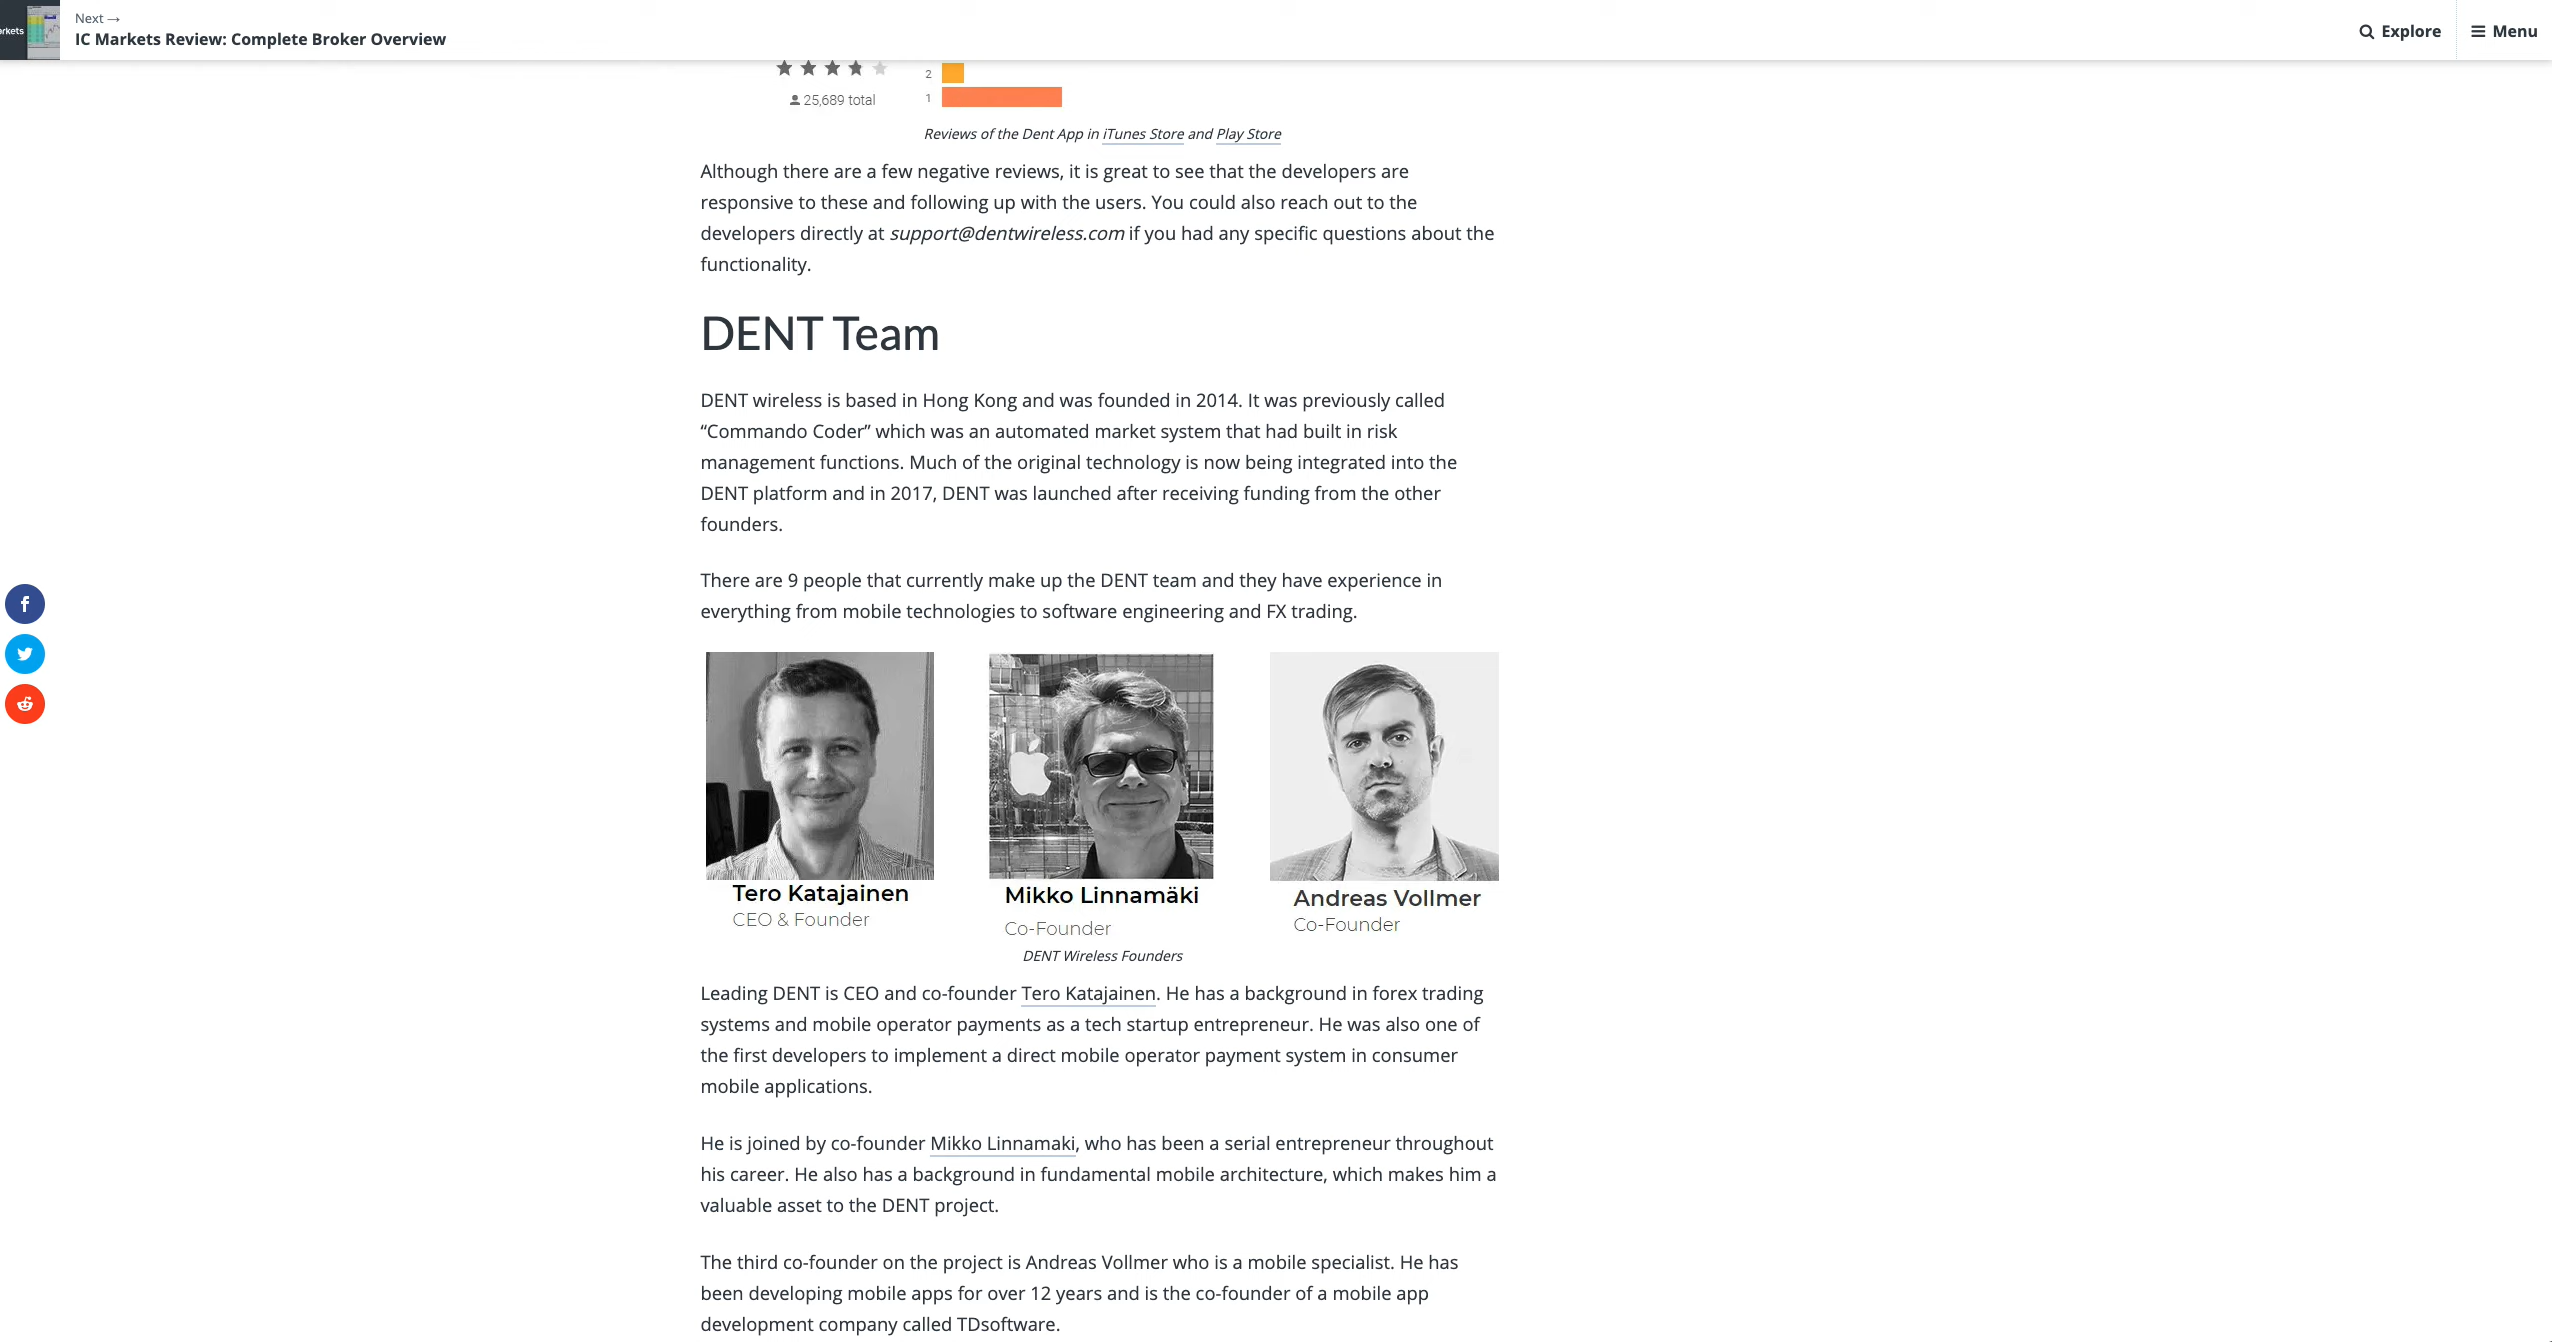 rkets
Next →
IC Markets Review: Complete Broker Overview
Explore
Menu
2
1
25,689 total
Reviews of the Dent App in iTunes Store and Play Store
Although there are a few negative reviews, it is great to see that the developers are
responsive to these and following up with the users. You could also reach out to the
developers directly at support@dentwireless.com if you had any specific questions about the
functionality.
DENT Team
DENT wireless is based in Hong Kong and was founded in 2014. It was previously called
“Commando Coder” which was an automated market system that had built in risk
management functions. Much of the original technology is now being integrated into the
DENT platform and in 2017, DENT was launched after receiving funding from the other
founders.
There are 9 people that currently make up the DENT team and they have experience in
everything from mobile technologies to software engineering and FX trading.
Tero Katajainen
CEO & Founder
Mikko Linnamäki
Co-Founder
Andreas Vollmer
Co-Founder
DENT Wireless Founders
Leading DENT is CEO and co-founder Tero Katajainen. He has a background in forex trading
systems and mobile operator payments as a tech startup entrepreneur. He was also one of
the first developers to implement a direct mobile operator payment system in consumer
mobile applications.
He is joined by co-founder Mikko Linnamaki, who has been a serial entrepreneur throughout
his career. He also has a background in fundamental mobile architecture, which makes him a
valuable asset to the DENT project.
The third co-founder on the project is Andreas Vollmer who is a mobile specialist. He has
been developing mobile apps for over 12 years and is the co-founder of a mobile app
development company called TDsoftware.